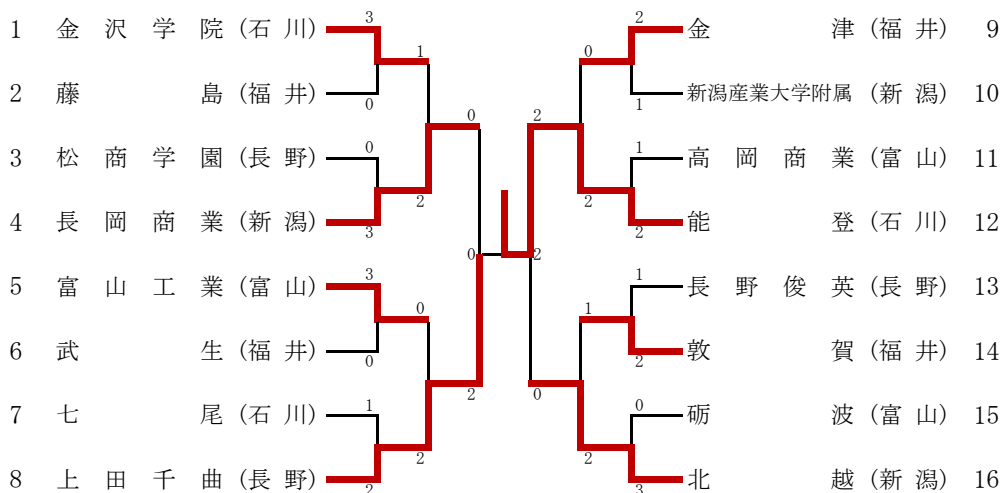 1 金沢学院(石川) 3
2 藤島(福井) 0
1
3 松商学園(長野) 0
4 長岡商業(新潟) 3
2
0
5 富山工業(富山) 3
6 武生(福井) 0
0
7 七尾(石川) 1
8 上田千曲(長野) 2
2
2
0
2
2 金津(福井) 9
1 新潟産業大学附属(新潟) 10
0
1 高岡商業(富山) 11
2 能登(石川) 12
2
2
1 長野俊英(長野) 13
2 敦賀(福井) 14
1
0 砺波(富山) 15
3 北越(新潟) 16
2
0